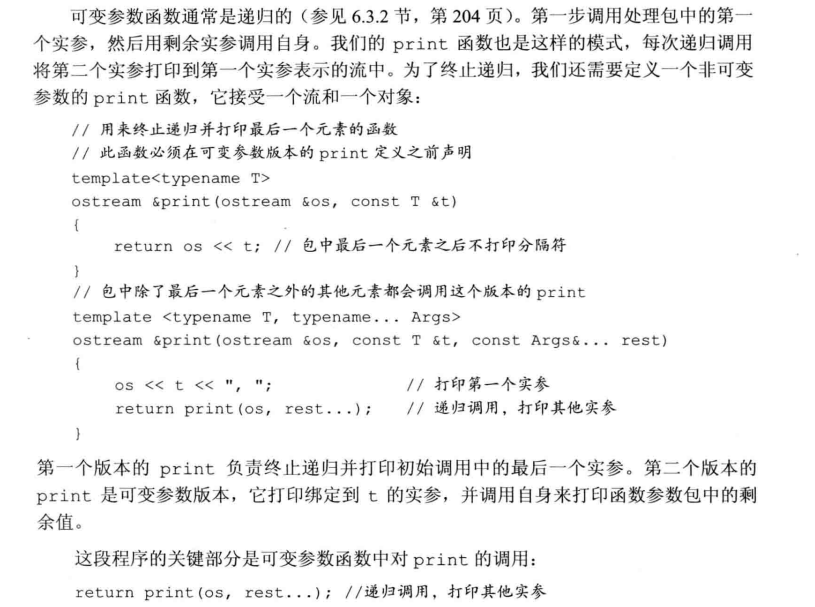 可变参数函数通常是递归的（参见 6.3.2 节，第 204 页）。第一步调用处理包中的第一
个实参，然后用剩余实参调用自身。我们的 print 函数也是这样的模式，每次递归调用
将第二个实参打印到第一个实参表示的流中。为了终止递归，我们还需要定义一个非可变
参数的 print 函数，它接受一个流和一个对象：
// 用来终止递归并打印最后一个元素的函数
// 此函数必须在可变参数版本的 print 定义之前声明
template<typename T>
ostream &print(ostream &os, const T &t)
{
return os << t; // 包中最后一个元素之后不打印分隔符
}
// 包中除了最后一个元素之外的其他元素都会调用这个版本的 print
template <typename T, typename... Args>
ostream &print(ostream &os, const T &t, const Args&... rest)
{
os << t << ", "; // 打印第一个实参
return print(os, rest...); // 递归调用，打印其他实参
}
第一个版本的 print 负责终止递归并打印初始调用中的最后一个实参。第二个版本的
print 是可变参数版本，它打印绑定到 t 的实参，并调用自身来打印函数参数包中的剩
余值。
这段程序的关键部分是可变参数函数中对 print 的调用：
return print(os, rest...); //递归调用，打印其他实参